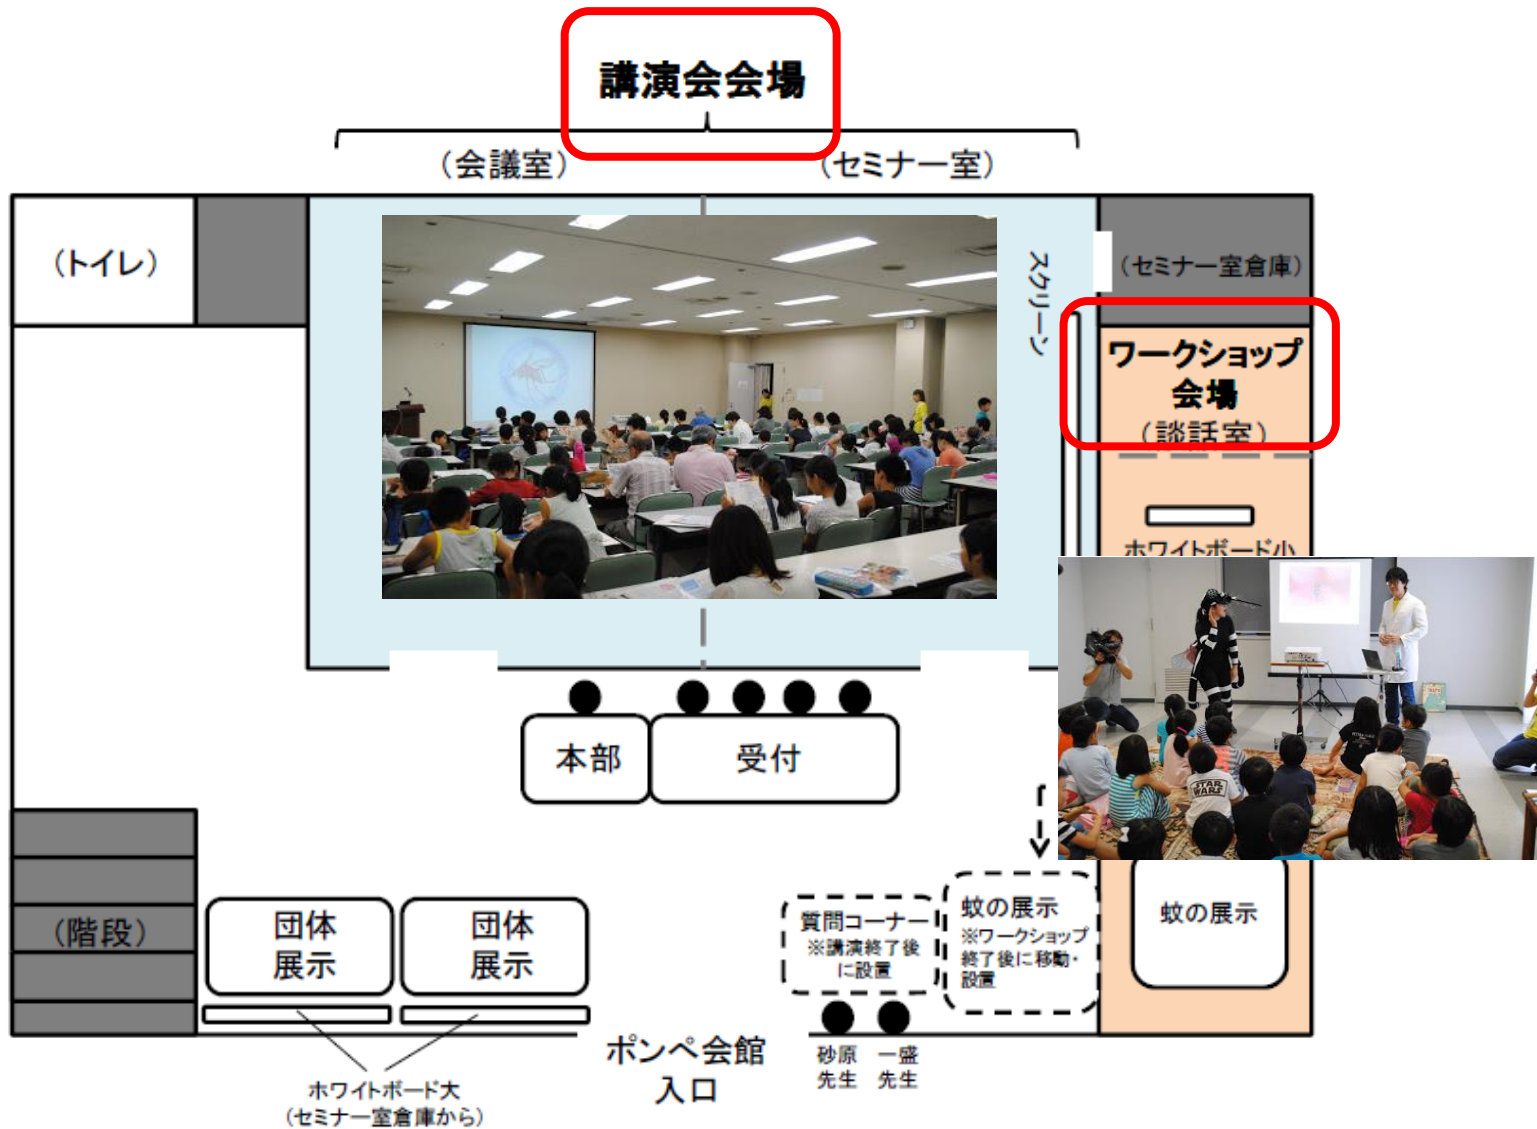 講演会会場
(会議室)
(セミナー室)
(トイレ)
スクリーン
(セミナー室倉庫)
ワークショップ
会場
(談話室)
ホワイトボード小
STAR
WARS
本部
受付
(階段)
団体
展示
団体
展示
質問コーナー
※講演終了後
に設置
蚊の展示
※ワークショップ
終了後に移動・
設置
蚊の展示
ポンペ会館
入口
砂原
先生
一盛
先生
ホワイトボード大
(セミナー室倉庫から)